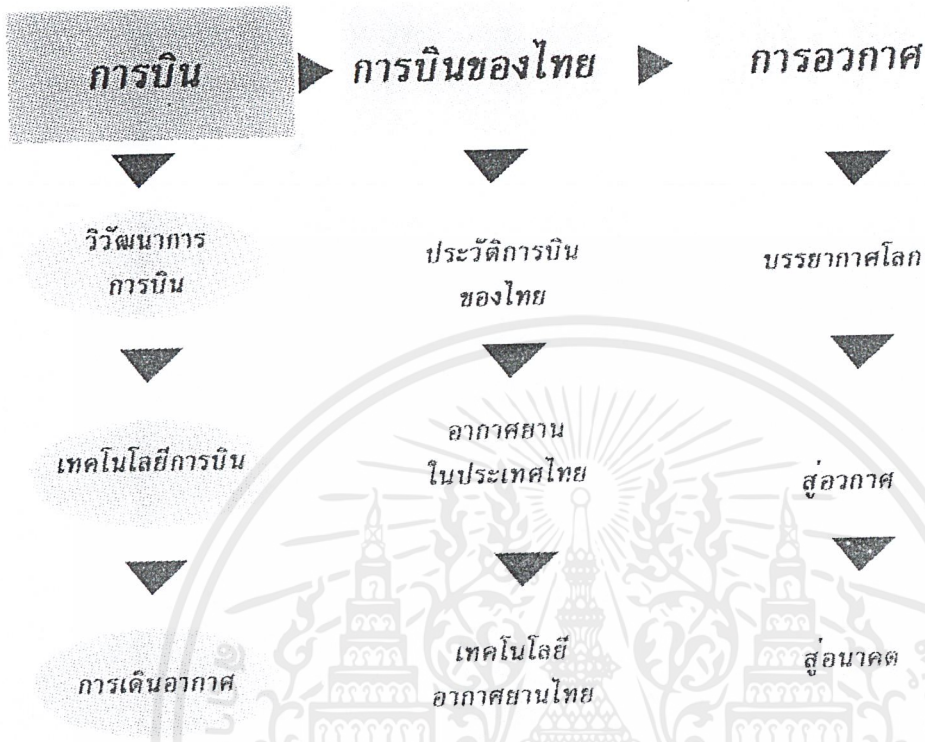 การบิน
การบินของไทย
การอวกาศ
วิวัฒนาการ
การบิน
ประวัติการบิน
ของไทย
บรรยากาศโลก
เทคโนโลยีการบิน
อากาศยาน
ในประเทศไทย
สู่อวกาศ
การเดินอากาศ
เทคโนโลยี
อากาศยานไทย
สู่อนาคต